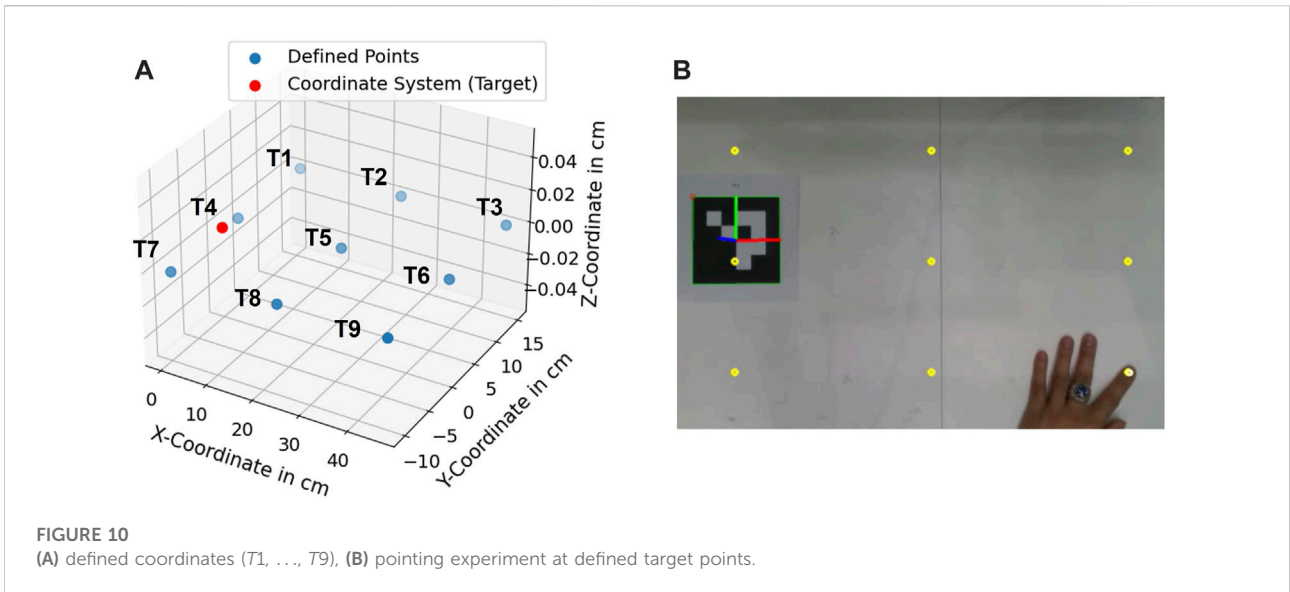 A
Defined Points
Coordinate System (Target)
B
T1
T2
T3
T4
T5
T6
T7
T8
T9
0.04
0.02
0.00
−0.02
−0.04
Z-Coordinate in cm
0
10
20
30
40
X-Coordinate in cm
−10
−5
0
5
10
15
Y-Coordinate in cm
FIGURE 10
(A) defined coordinates (T1, ..., T9), (B) pointing experiment at defined target points.